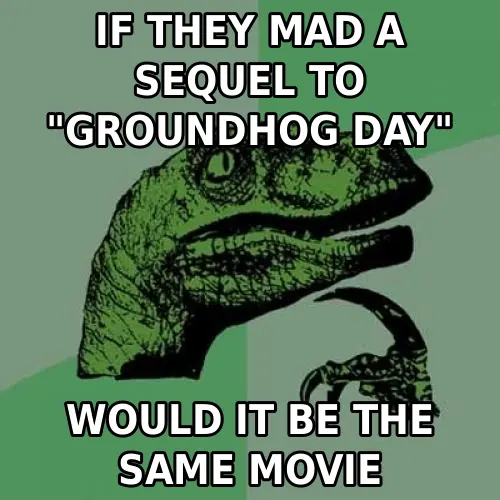 IF THEY MAD A
SEQUEL TO
"GROUNDHOG DAY"
WOULD IT BE THE
SAME MOVIE